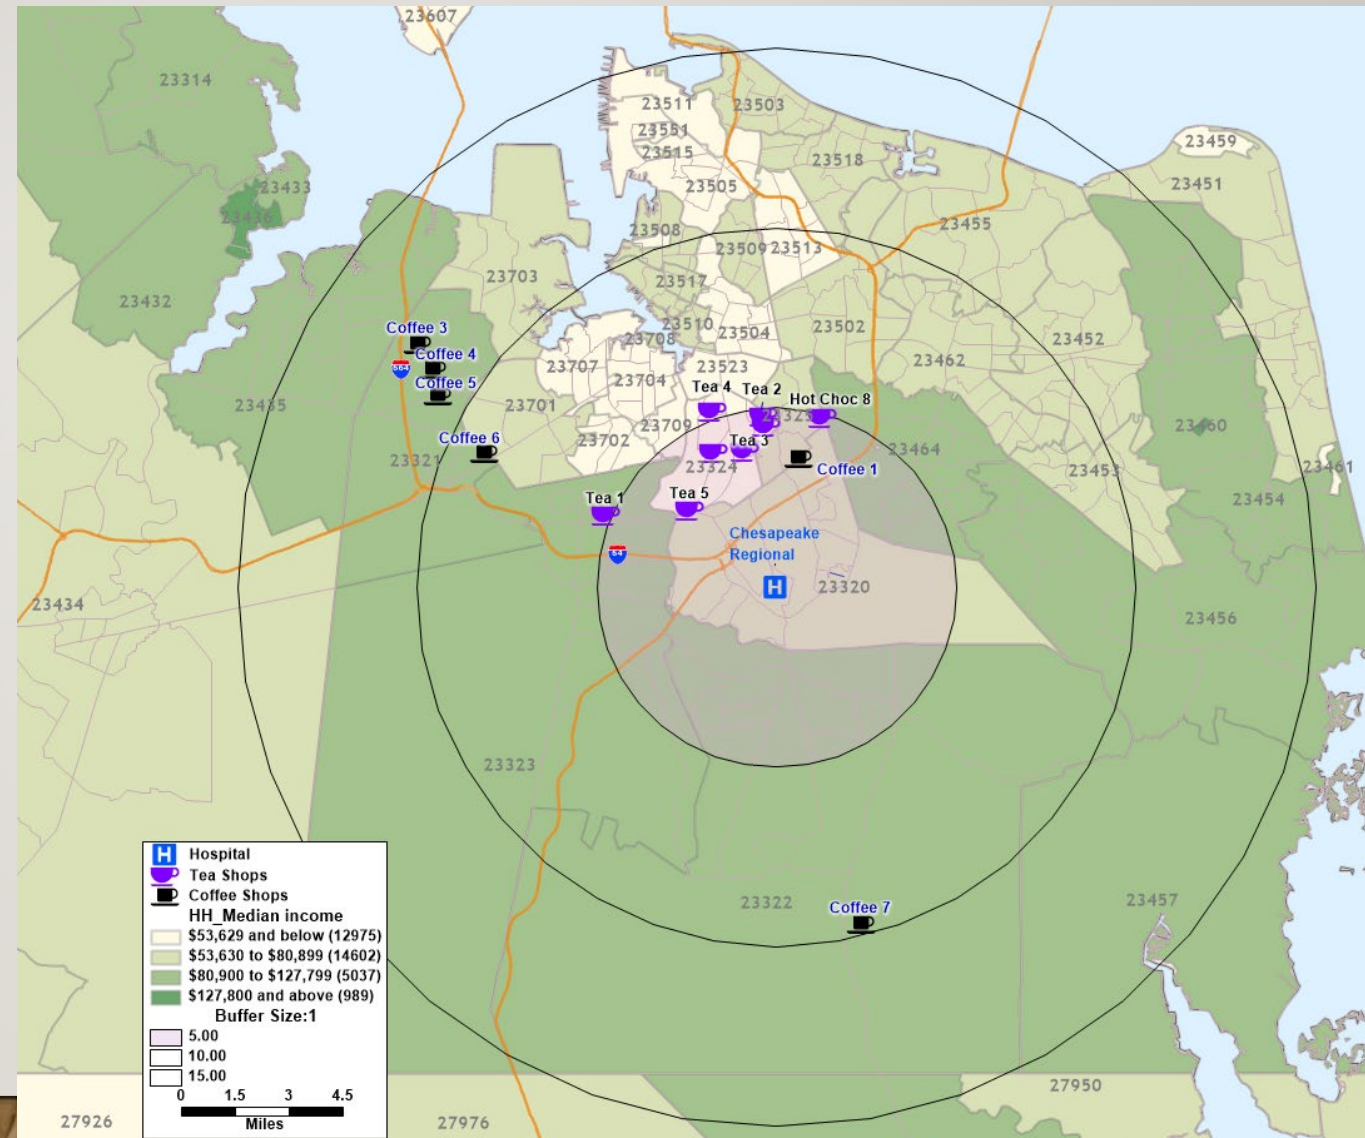 23607
23314
23511
23503
23551
23515
23518
23459
23451
23505
23433
23436
23508
23455
23509
23513
23703
23517
23432
23510
23504
23502
23708
23452
Coffee 3
Coffee 4
564
Coffee 5
23462
23707
23704
23523
Tea 4
Tea 2
Hot Choc 8
23435
23701
23709
23460
Coffee 6
23702
Tea 3
23464
23321
23324
Coffee 1
23453
23461
23454
Tea 1
Tea 5
Chesapeake
Regional
64
H
23320
23434
23456
23323
23322
Coffee 7
23457
H Hospital
Tea Shops
Coffee Shops
HH_Median income
$53,629 and below (12975)
$53,630 to $80,899 (14602)
$80,900 to $127,799 (5037)
$127,800 and above (989)
Buffer Size:1
5.00
10.00
15.00
0 1.5 3 4.5
Miles
27950
27926
27976